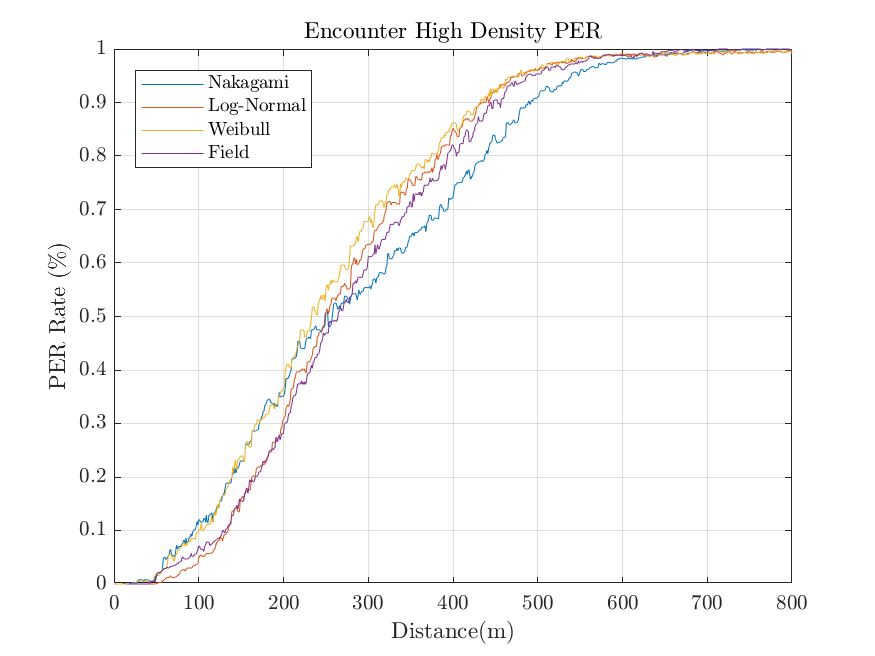 Encounter High Density PER
1
0.9
0.8
0.7
0.6
0.5
0.4
0.3
0.2
0.1
0
PER Rate (%)
Nakagami
Log-Normal
Weibull
Field
0 100 200 300 400 500 600 700 800
Distance(m)